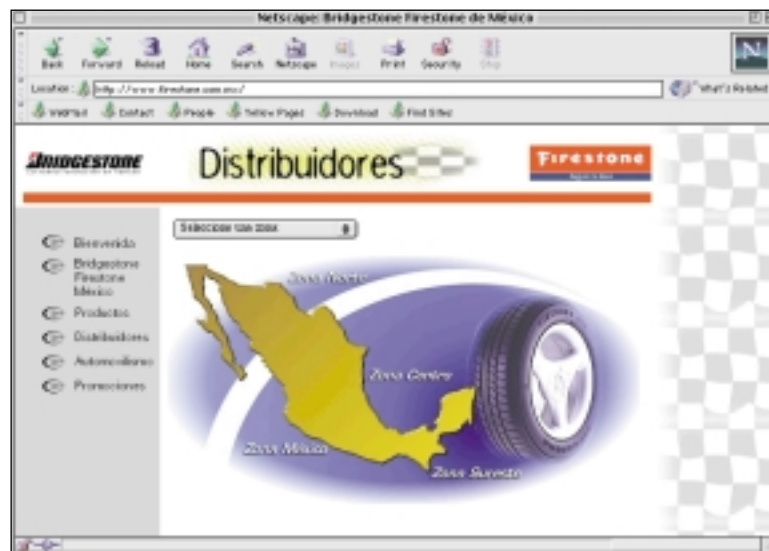 Netscape: Bridgestone Firestone de México
Back Forward Reload Home Search Netscape Images Print Security Stop
Location: http://www.firestone.com.mx/ What's Related
WebMail Contact People Yellow Pages Download Find Sites
BRIDGESTONE Distribuidores Firestone
Seleccione una zona
Bienvenida
Bridgestone
Firestone
México
Productos
Distribuidores
Automovilismo
Promociones
Zona Norte
Zona Centro
Zona México
Zona Sureste